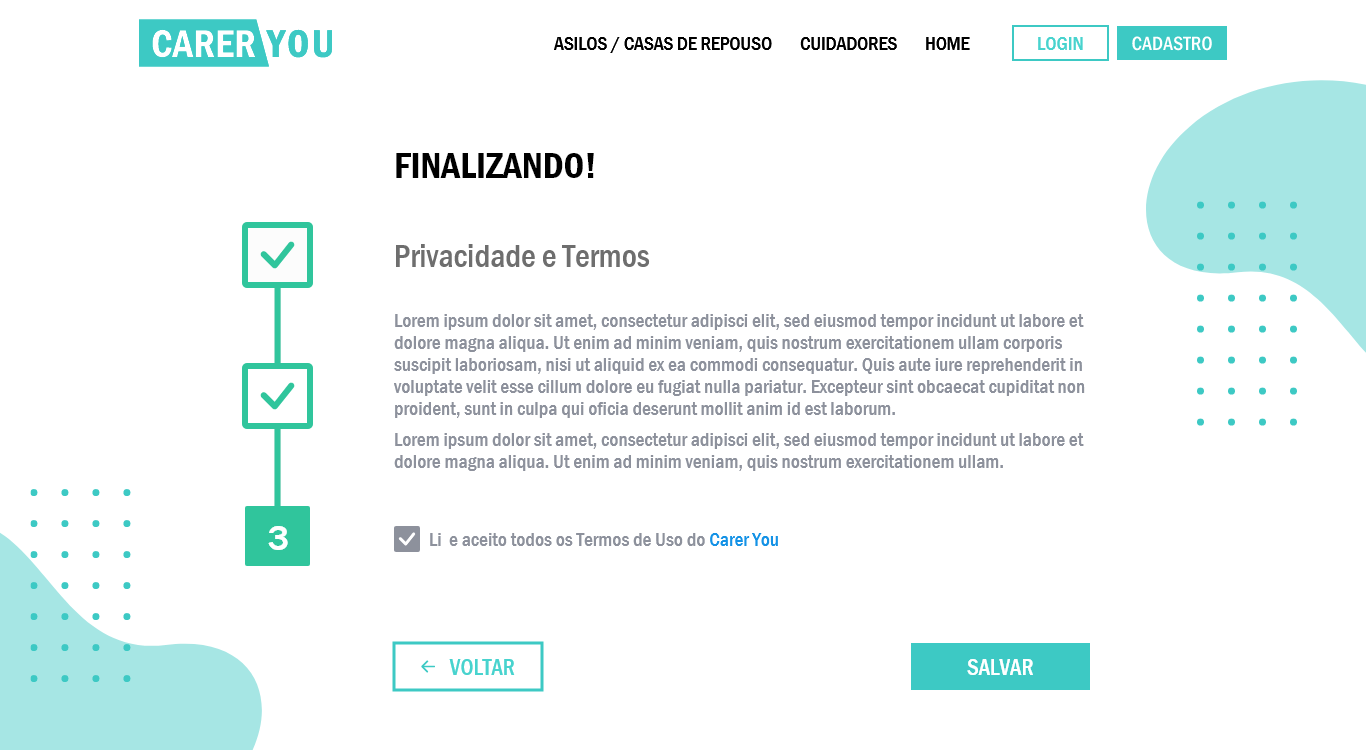 CARER YOU
ASILOS / CASAS DE REPOUSO CUIDADORES HOME LOGIN CADASTRO
FINALIZANDO!
Privacidade e Termos
Lorem ipsum dolor sit amet, consectetur adipisci elit, sed eiusmod tempor incidunt ut labore et
dolore magna aliqua. Ut enim ad minim veniam, quis nostrum exercitationem ullam corporis
suscipit laboriosam, nisi ut aliquid ex ea commodi consequatur. Quis aute iure reprehenderit in
voluptate velit esse cillum dolore eu fugiat nulla pariatur. Excepteur sint obcaecat cupiditat non
proident, sunt in culpa qui oficia deserunt mollit anim id est laborum.
Lorem ipsum dolor sit amet, consectetur adipisci elit, sed eiusmod tempor incidunt ut labore et
dolore magna aliqua. Ut enim ad minim veniam, quis nostrum exercitationem ullam.
3
Li e aceito todos os Termos de Uso do Carer You
← VOLTAR
SALVAR